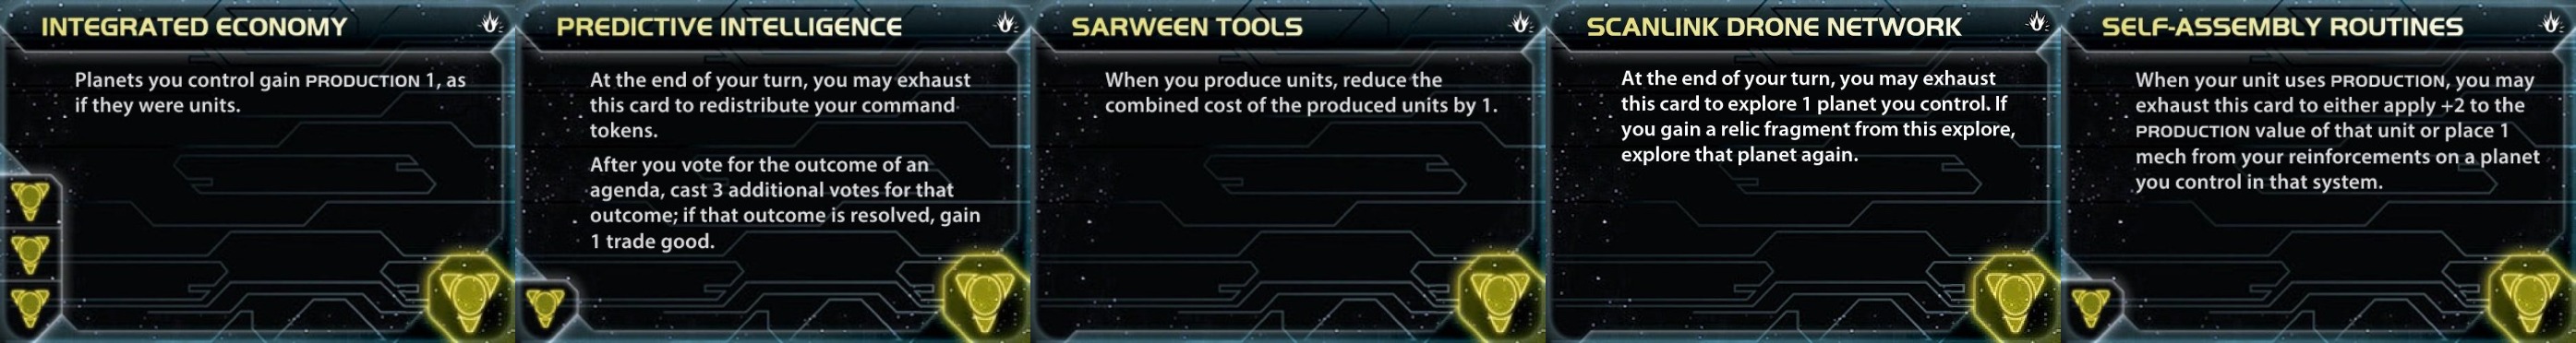 INTEGRATED ECONOMY
Planets you control gain PRODUCTION 1, as
if they were units.
PREDICTIVE INTELLIGENCE
At the end of your turn, you may exhaust
this card to redistribute your command
tokens.
After you vote for the outcome of an
agenda, cast 3 additional votes for that
outcome; if that outcome is resolved, gain
1 trade good.
SARWEEN TOOLS
When you produce units, reduce the
combined cost of the produced units by 1.
SCANLINK DRONE NETWORK
At the end of your turn, you may exhaust
this card to explore 1 planet you control. If
you gain a relic fragment from this explore,
explore that planet again.
SELF-ASSEMBLY ROUTINES
When your unit uses PRODUCTION, you may
exhaust this card to either apply +2 to the
PRODUCTION value of that unit or place 1
mech from your reinforcements on a planet
you control in that system.